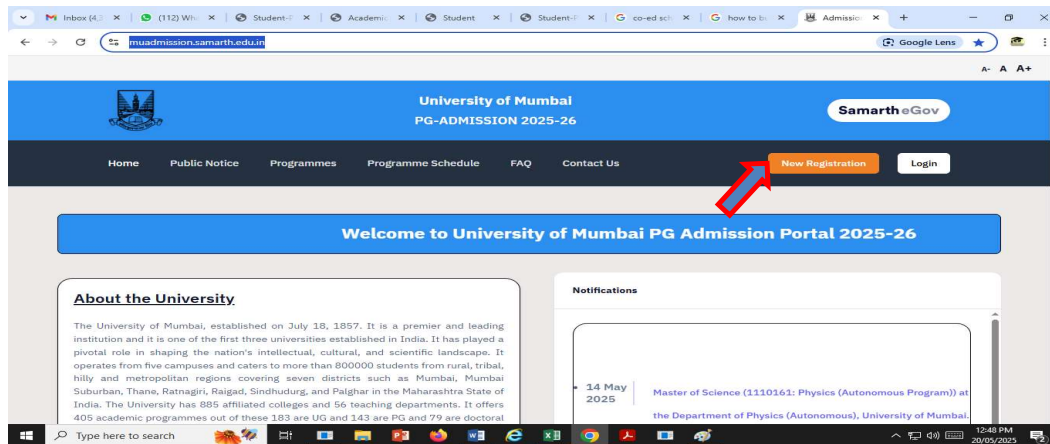 Inbox (4,
(112) Wh
Student-
Academic
Student
Student-
co-ed sch
how to b
Admissio
muadmission.samarth.edu.in
Google Lens
A- A A+
University of Mumbai
PG-ADMISSION 2025-26
Samarth eGov
Home Public Notice Programmes Programme Schedule FAQ Contact Us New Registration Login
Welcome to University of Mumbai PG Admission Portal 2025-26
About the University
The University of Mumbai, established on July 18, 1857. It is a premier and leading
institution and it is one of the first three universities established in India. It has played a
pivotal role in shaping the nation's intellectual, cultural, and scientific landscape. It
operates from five campuses and caters to more than 800000 students from rural, tribal,
hilly and metropolitan regions covering seven districts such as Mumbai, Mumbai
Suburban, Thane, Ratnagiri, Raigad, Sindhudurg, and Palghar in the Maharashtra State of
India. The University has 885 affiliated colleges and 56 teaching departments. It offers
405 academic programmes out of these 183 are UG and 143 are PG and 79 are doctoral
Notifications
14 May
2025
Master of Science (1110161: Physics (Autonomous Program)) at
the Department of Physics (Autonomous), University of Mumbai.
Type here to search
12:48 PM
20/05/2025
2